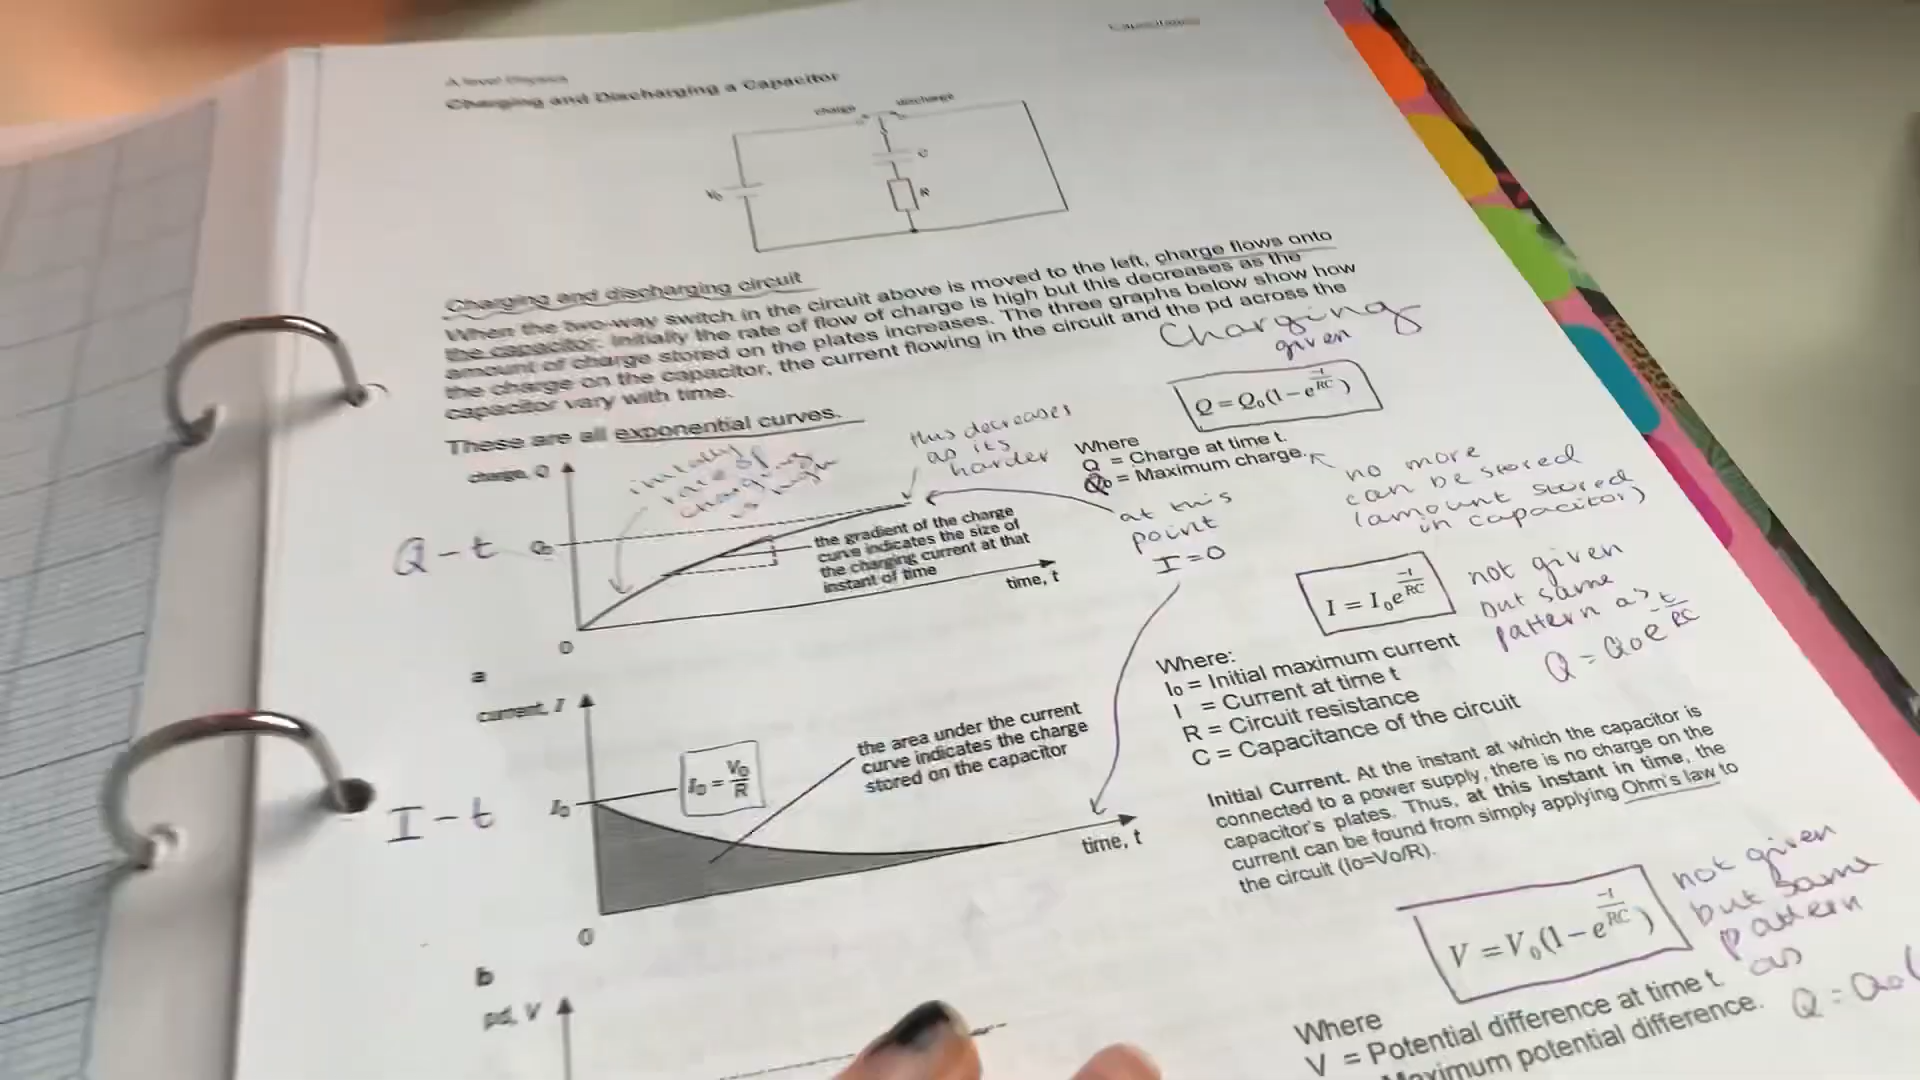 Capacitance
A level Physics
Charging and Discharging a Capacitor
charge
discharge
C
R
V₀
Charging and discharging circuit
When the two-way switch in the circuit above is moved to the left, charge flows onto
the capacitor. Initially the rate of flow of charge is high but this decreases as the
amount of charge stored on the plates increases. The three graphs below show how
the charge on the capacitor, the current flowing in the circuit and the pd across the
capacitor vary with time.
These are all exponential curves.
Charging
given
Q = Q₀(1 − e^(−t/RC))
Where
Q = Charge at time t.
Q₀ = Maximum charge.
no more
can be stored
(amount stored
in capacitor)
charge, Q
initially
rate of
charging
is high
this decreases
as its
harder
at this
point
I = 0
Q – t
Q₀
the gradient of the charge
curve indicates the size of
the charging current at that
instant of time
time, t
0
a
I = I₀e^(−t/RC)
not given
but same
pattern as
Q = Q₀e^(−t/RC)
Where:
I₀ = Initial maximum current
I = Current at time t
R = Circuit resistance
C = Capacitance of the circuit
current, I
I₀ = V₀/R
the area under the current
curve indicates the charge
stored on the capacitor
I – t
I₀
time, t
0
b
Initial Current. At the instant at which the capacitor is
connected to a power supply, there is no charge on the
capacitor's plates. Thus, at this instant in time, the
current can be found from simply applying Ohm's law to
the circuit (Io=Vo/R).
V = V₀(1 − e^(−t/RC))
not given
but same
pattern
as
Q = Q₀(
Where
V = Potential difference at time t.
Maximum potential difference.
pd, V